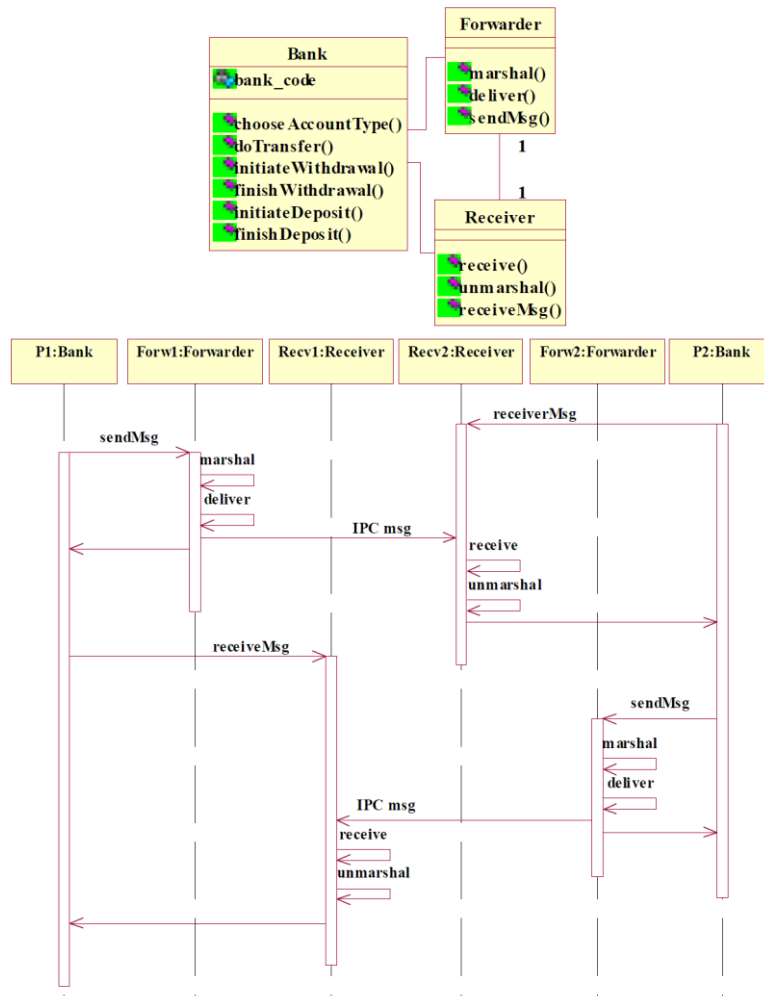 Forwarder
marshal()
deliver()
sendMsg()
Bank
bank_code
chooseAccountType()
doTransfer()
initiateWithdrawal()
finishWithdrawal()
initiateDeposit()
finishDeposit()
1
1
Receiver
receive()
unmarshal()
receiveMsg()
P1:Bank Forw1:Forwarder Recv1:Receiver Recv2:Receiver Forw2:Forwarder P2:Bank
receiverMsg
sendMsg
marshal
deliver
IPC msg
receive
unmarshal
receiveMsg
sendMsg
marshal
deliver
IPC msg
receive
unmarshal